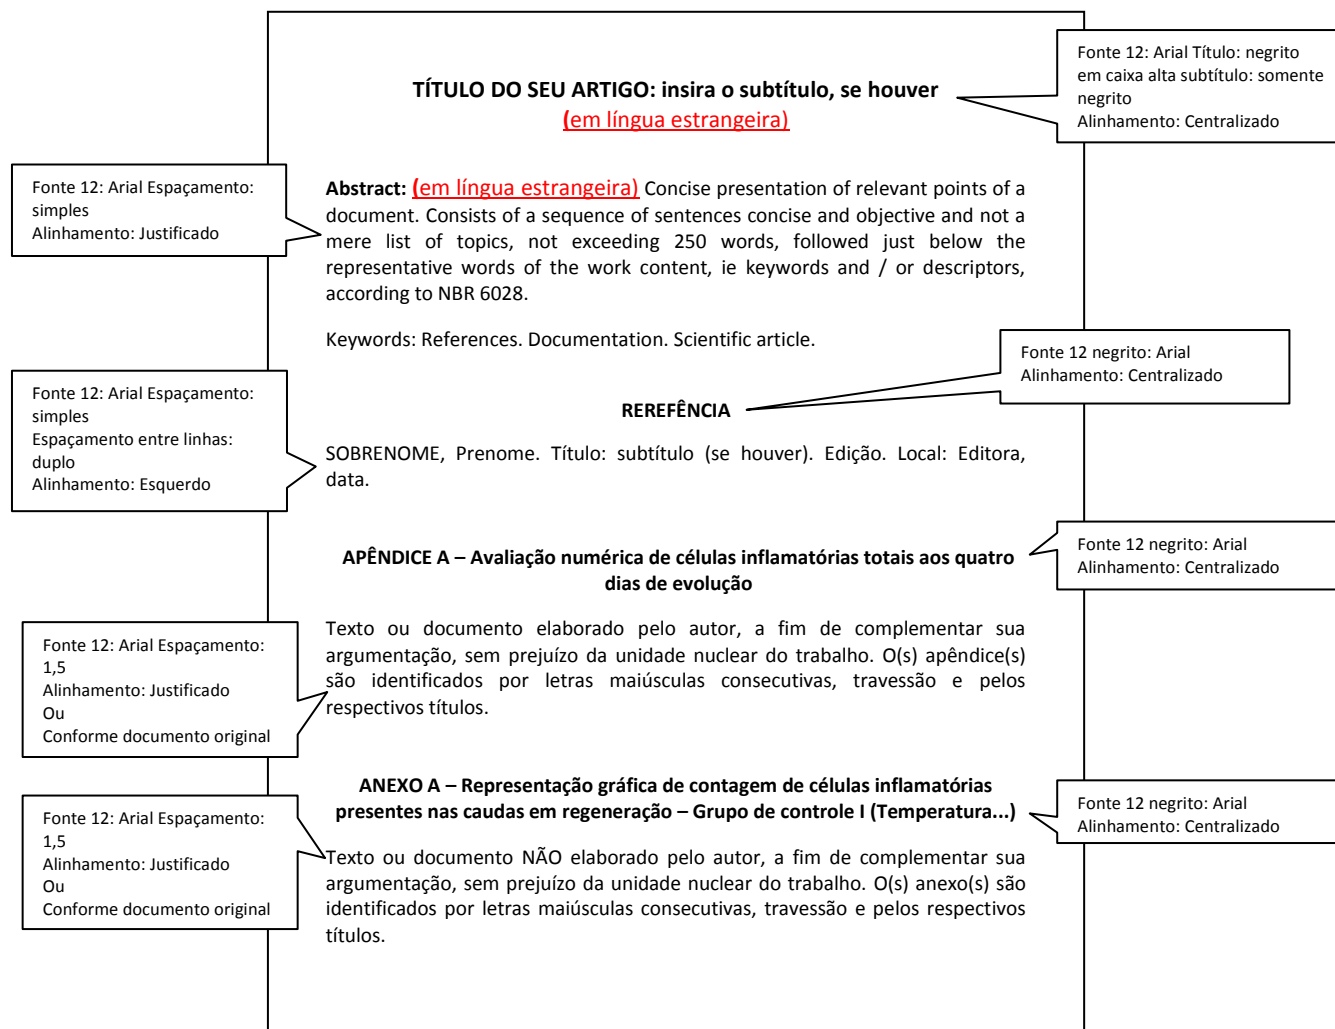 Fonte 12: Arial Título: negrito
em caixa alta subtítulo: somente
negrito
Alinhamento: Centralizado
TÍTULO DO SEU ARTIGO: insira o subtítulo, se houver
(em língua estrangeira)
Fonte 12: Arial Espaçamento:
simples
Alinhamento: Justificado
Abstract: (em língua estrangeira) Concise presentation of relevant points of a
document. Consists of a sequence of sentences concise and objective and not a
mere list of topics, not exceeding 250 words, followed just below the
representative words of the work content, ie keywords and / or descriptors,
according to NBR 6028.
Keywords: References. Documentation. Scientific article.
Fonte 12 negrito: Arial
Alinhamento: Centralizado
Fonte 12: Arial Espaçamento:
simples
Espaçamento entre linhas:
duplo
Alinhamento: Esquerdo
REREFÊNCIA
SOBRENOME, Prenome. Título: subtítulo (se houver). Edição. Local: Editora,
data.
Fonte 12 negrito: Arial
Alinhamento: Centralizado
APÊNDICE A – Avaliação numérica de células inflamatórias totais aos quatro
dias de evolução
Fonte 12: Arial Espaçamento:
1,5
Alinhamento: Justificado
Ou
Conforme documento original
Texto ou documento elaborado pelo autor, a fim de complementar sua
argumentação, sem prejuízo da unidade nuclear do trabalho. O(s) apêndice(s)
são identificados por letras maiúsculas consecutivas, travessão e pelos
respectivos títulos.
ANEXO A – Representação gráfica de contagem de células inflamatórias
presentes nas caudas em regeneração – Grupo de controle I (Temperatura...)
Fonte 12 negrito: Arial
Alinhamento: Centralizado
Fonte 12: Arial Espaçamento:
1,5
Alinhamento: Justificado
Ou
Conforme documento original
Texto ou documento NÃO elaborado pelo autor, a fim de complementar sua
argumentação, sem prejuízo da unidade nuclear do trabalho. O(s) anexo(s) são
identificados por letras maiúsculas consecutivas, travessão e pelos respectivos
títulos.